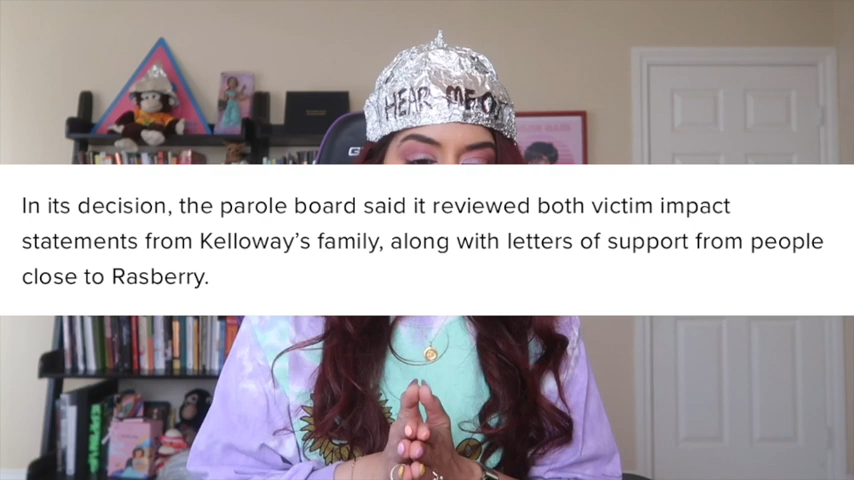 HEAR ME O
In its decision, the parole board said it reviewed both victim impact
statements from Kelloway's family, along with letters of support from people
close to Rasberry.